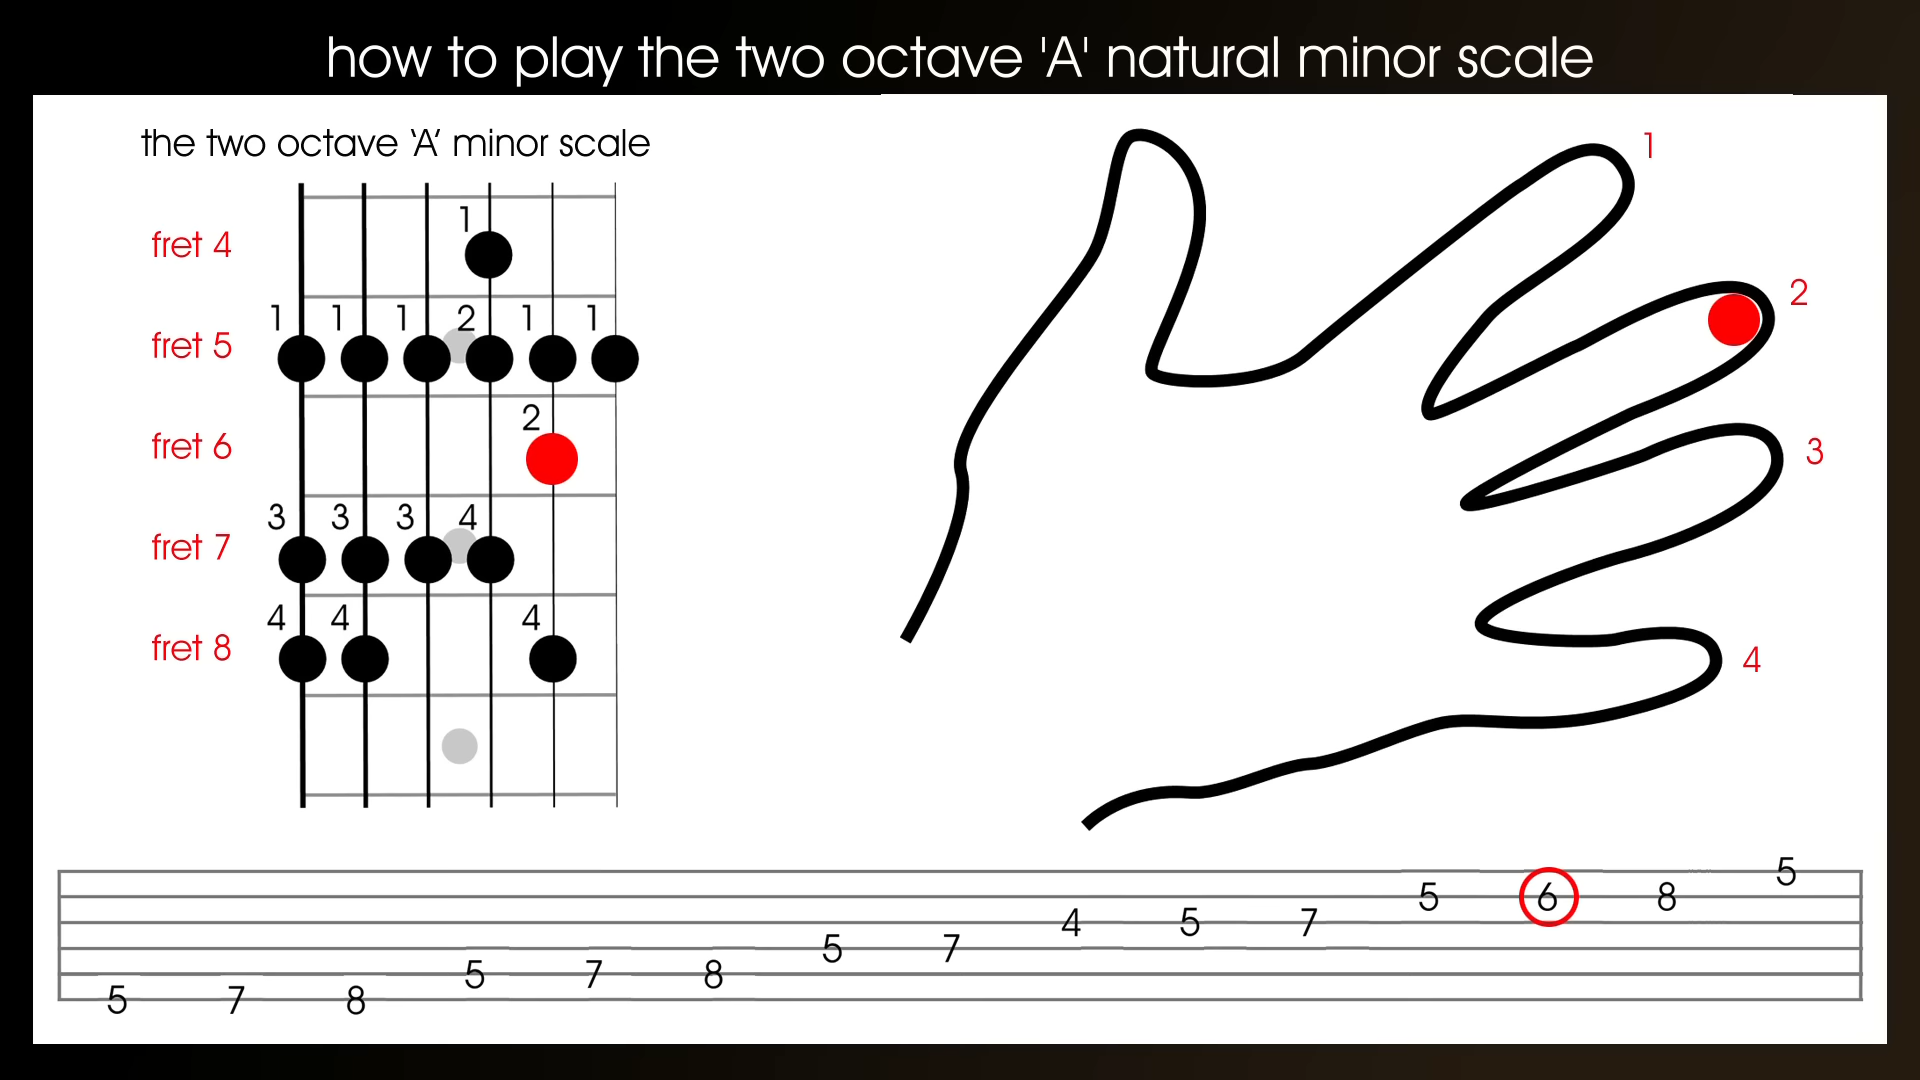 how to play the two octave 'A' natural minor scale
the two octave ‘A’ minor scale
1
fret 4
1 1 1 2 1 1
fret 5
2
fret 6
3 3 3 4
fret 7
4 4 4
fret 8
1
2
3
4
5 7 8 5 7 8 5 7 4 5 7 5 6 8 5